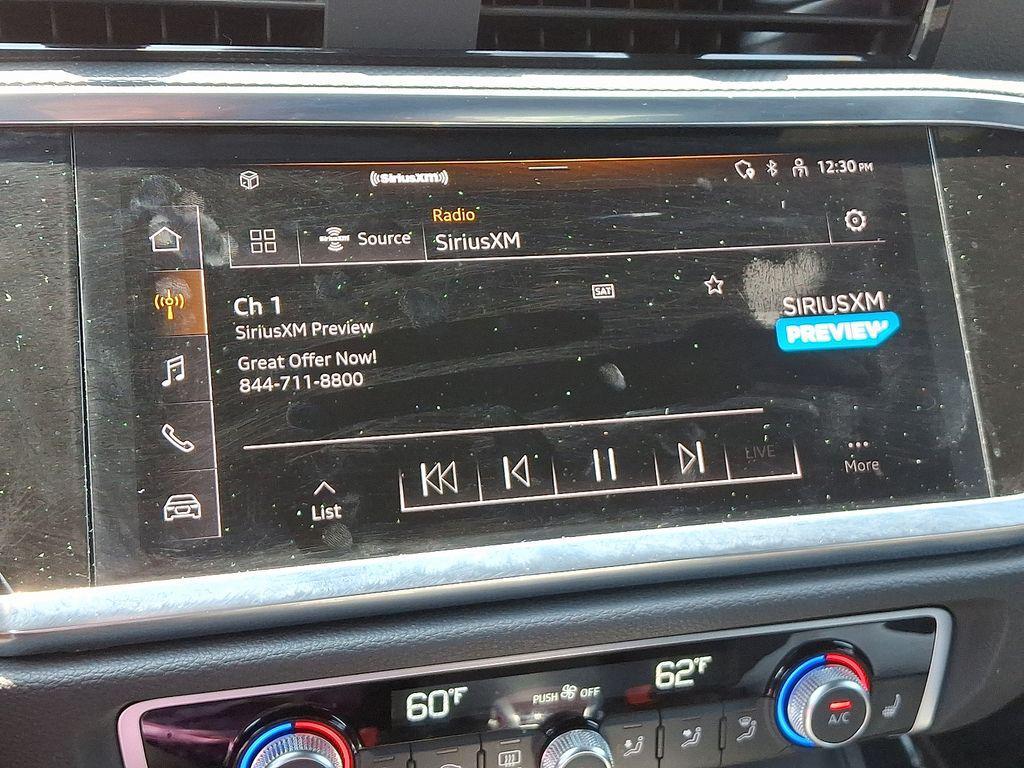 ((SiriusXM))
12:30 PM
Radio
SiriusXM
Source
SiriusXM
Ch 1
SAT
SiriusXM Preview
SIRIUSXM
PREVIEW
Great Offer Now!
844-711-8800
LIVE
More
List
60°F
PUSH OFF
62°F
A/C